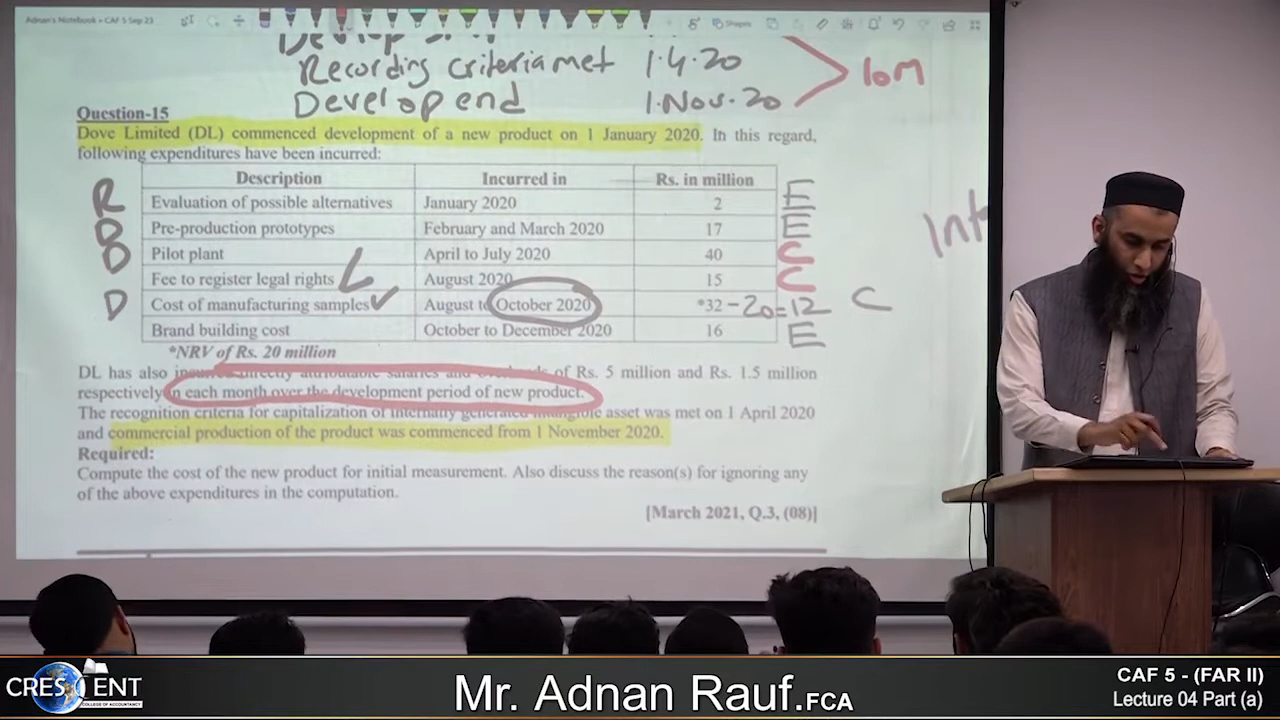 Adnan's Notebook • CAF 5 Sep 23
Shapes
Recording criteria met 1.4.20
10M
Develop end 1.Nov.20
Question-15
Dove Limited (DL) commenced development of a new product on 1 January 2020. In this regard,
following expenditures have been incurred:
Description Incurred in Rs. in million
R Evaluation of possible alternatives January 2020 2 E
D Pre-production prototypes February and March 2020 17 E
D Pilot plant April to July 2020 40 C
Fee to register legal rights August 2020 15 C
D Cost of manufacturing samples August to October 2020 *32 -20=12 C
Brand building cost October to December 2020 16 E
*NRV of Rs. 20 million
DL has also incurred directly attributable salaries and overheads of Rs. 5 million and Rs. 1.5 million
respectively in each month over the development period of new product.
The recognition criteria for capitalization of internally generated intangible asset was met on 1 April 2020
and commercial production of the product was commenced from 1 November 2020.
Required:
Compute the cost of the new product for initial measurement. Also discuss the reason(s) for ignoring any
of the above expenditures in the computation.
[March 2021, Q.3, (08)]
CRESCENT
COLLEGE OF ACCOUNTANCY
Mr. Adnan Rauf.FCA
CAF 5 - (FAR II)
Lecture 04 Part (a)